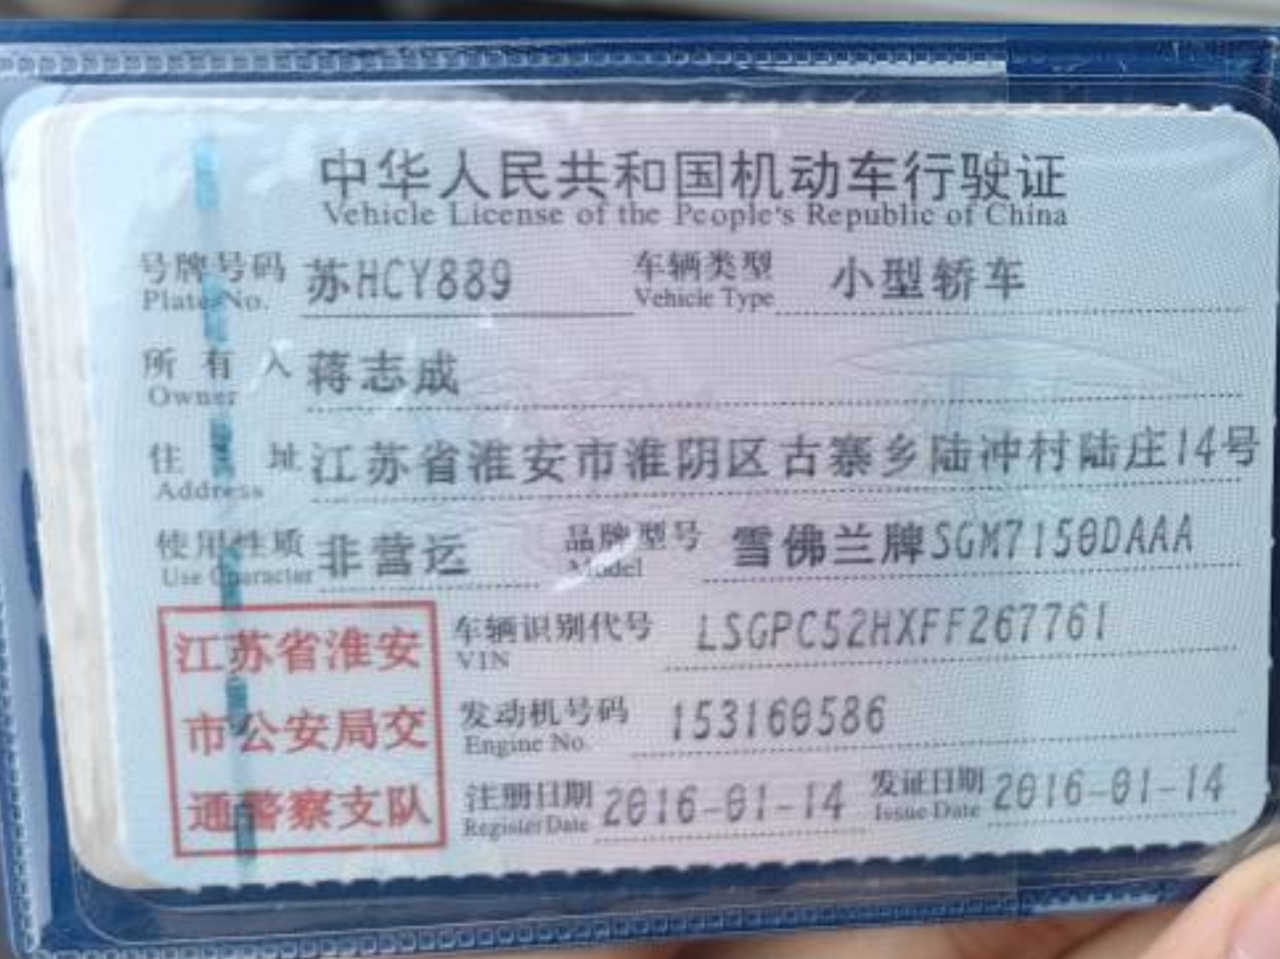 中华人民共和国机动车行驶证
Vehicle License of the People's Republic of China
号牌号码 苏HCY889 车辆类型 小型轿车
Plate No. Vehicle Type
所有人 蒋志成
Owner
住址 江苏省淮安市淮阴区古寨乡陆冲村陆庄14号
Address
使用性质 非营运 品牌型号 雪佛兰牌SGM7150DAAA
Use Character Model
江苏省淮安
市公安局交
通警察支队
车辆识别代号 LSGPC52HXFF267761
VIN
发动机号码 153160586
Engine No.
注册日期 2016-01-14 发证日期 2016-01-14
Register Date Issue Date